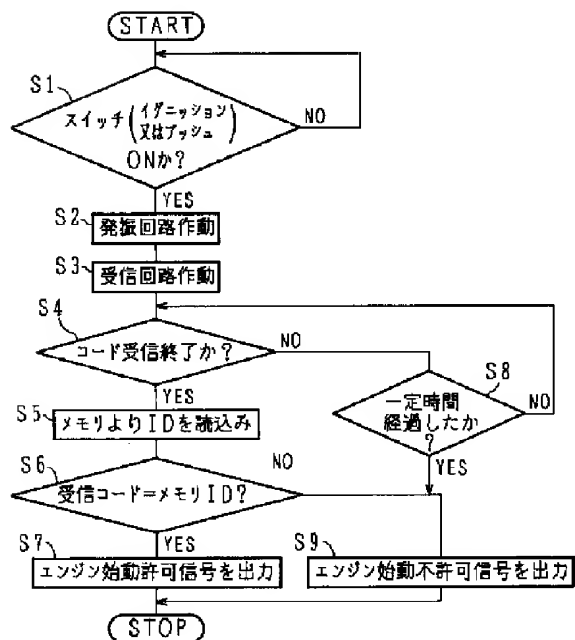 START
S1
スイッチ(イグニッション
又はプッシュ)
ONか?
NO
YES
S2
発振回路作動
S3
受信回路作動
S4
コード受信終了か?
NO
YES
S8
一定時間
経過したか
?
NO
YES
S5
メモリよりIDを読込み
S6
受信コード=メモリID?
NO
YES
S7
エンジン始動許可信号を出力
S9
エンジン始動不許可信号を出力
STOP